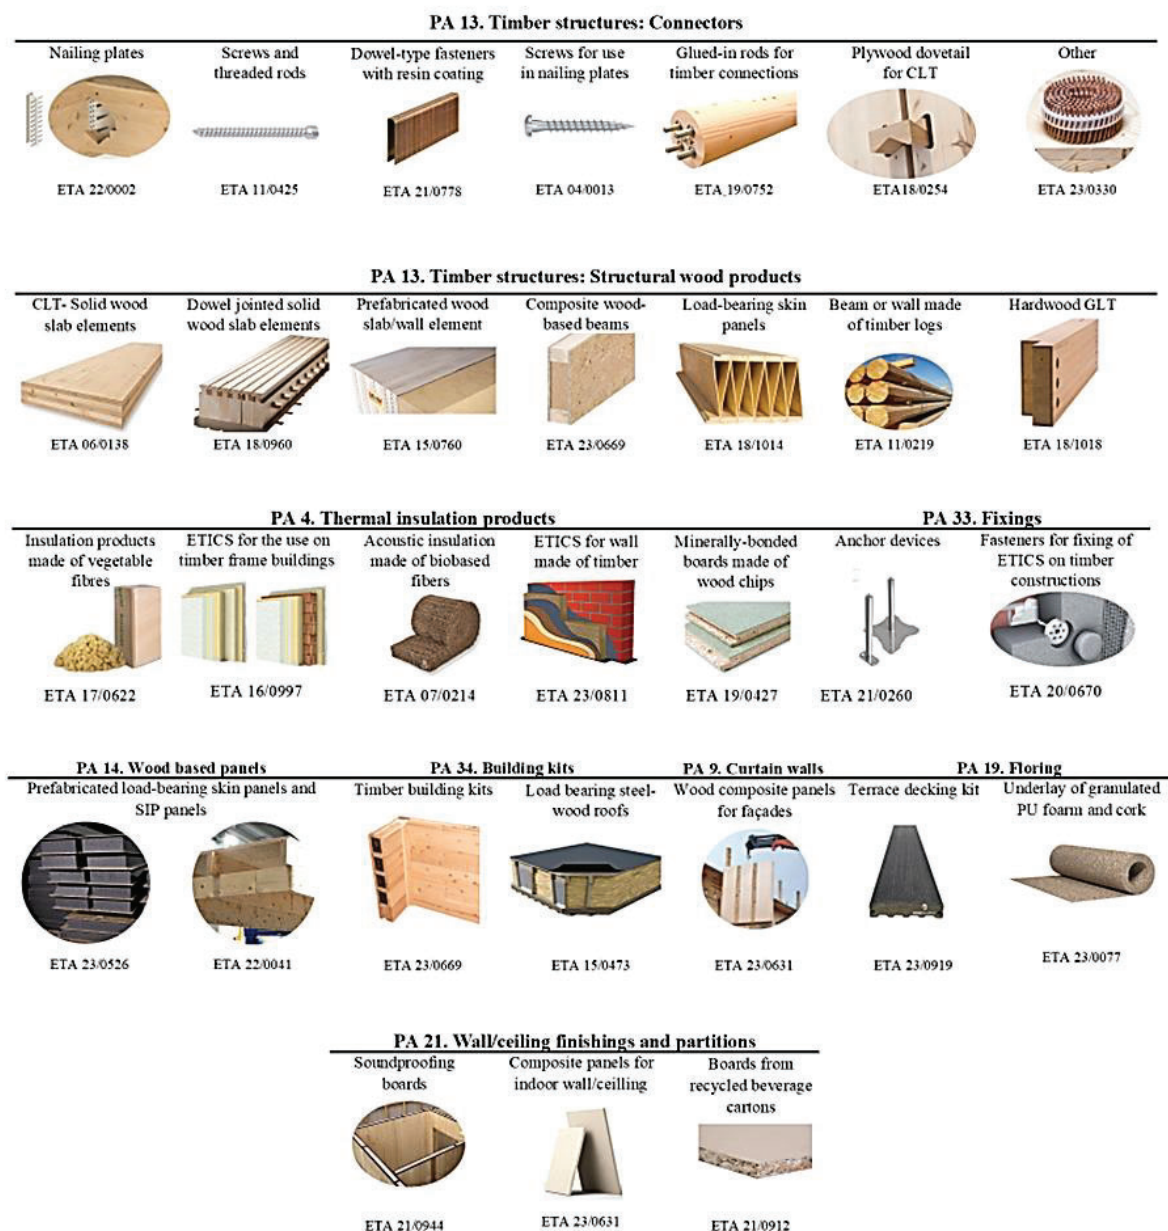 PA 13. Timber structures: Connectors
Nailing plates
Screws and
threaded rods
Dowel-type fasteners
with resin coating
Screws for use
in nailing plates
Glued-in rods for
timber connections
Plywood dovetail
for CLT
Other
ETA 22/0002
ETA 11/0425
ETA 21/0778
ETA 04/0013
ETA 19/0752
ETA18/0254
ETA 23/0330
PA 13. Timber structures: Structural wood products
CLT- Solid wood
slab elements
Dowel jointed solid
wood slab elements
Prefabricated wood
slab/wall element
Composite wood-
based beams
Load-bearing skin
panels
Beam or wall made
of timber logs
Hardwood GLT
ETA 06/0138
ETA 18/0960
ETA 15/0760
ETA 23/0669
ETA 18/1014
ETA 11/0219
ETA 18/1018
PA 4. Thermal insulation products
PA 33. Fixings
Insulation products
made of vegetable
fibres
ETICS for the use on
timber frame buildings
Acoustic insulation
made of biobased
fibers
ETICS for wall
made of timber
Minerally-bonded
boards made of
wood chips
Anchor devices
Fasteners for fixing of
ETICS on timber
constructions
ETA 17/0622
ETA 16/0997
ETA 07/0214
ETA 23/0811
ETA 19/0427
ETA 21/0260
ETA 20/0670
PA 14. Wood based panels
PA 34. Building kits
PA 9. Curtain walls
PA 19. Floring
Prefabricated load-bearing skin panels and
SIP panels
Timber building kits
Load bearing steel-
wood roofs
Wood composite panels
for façades
Terrace decking kit
Underlay of granulated
PU foarm and cork
ETA 23/0526
ETA 22/0041
ETA 23/0669
ETA 15/0473
ETA 23/0631
ETA 23/0919
ETA 23/0077
PA 21. Wall/ceiling finishings and partitions
Soundproofing
boards
Composite panels for
indoor wall/ceilling
Boards from
recycled beverage
cartons
ETA 21/0944
ETA 23/0631
ETA 21/0912